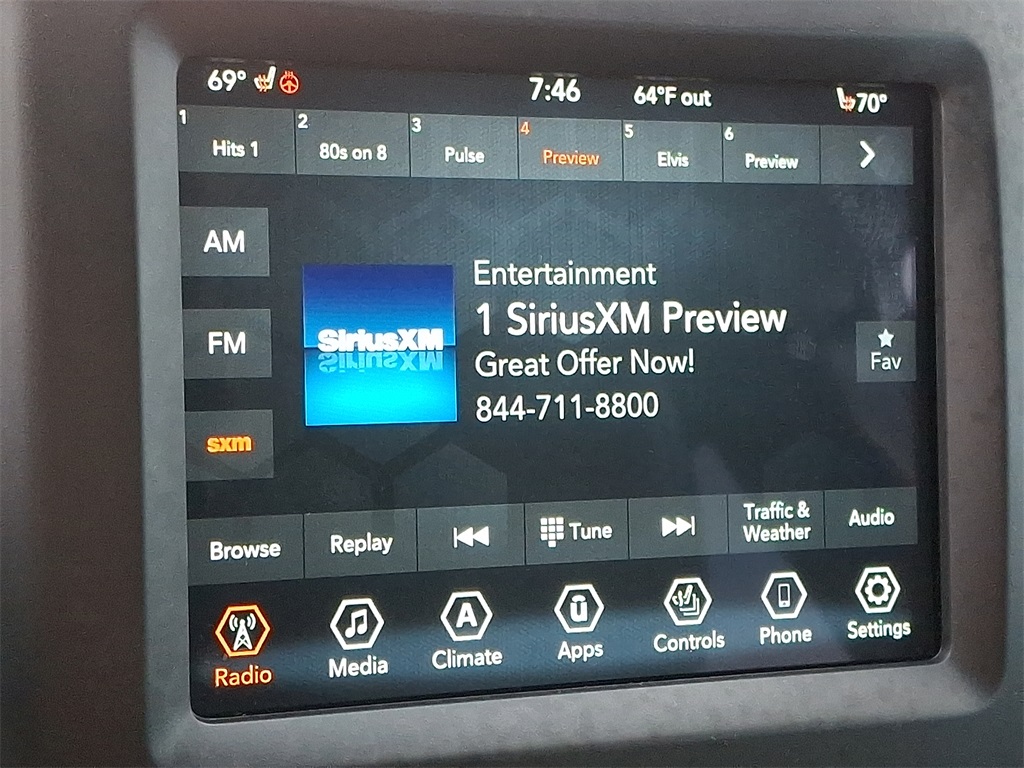 69°
7:46
64°F out
70°
1
Hits 1
2
80s on 8
3
Pulse
4
Preview
5
Elvis
6
Preview
AM
FM
sxm
SiriusXM
Entertainment
1 SiriusXM Preview
Great Offer Now!
844-711-8800
Fav
Browse
Replay
Tune
Traffic &
Weather
Audio
A
ū
Radio
Media
Climate
Apps
Controls
Phone
Settings